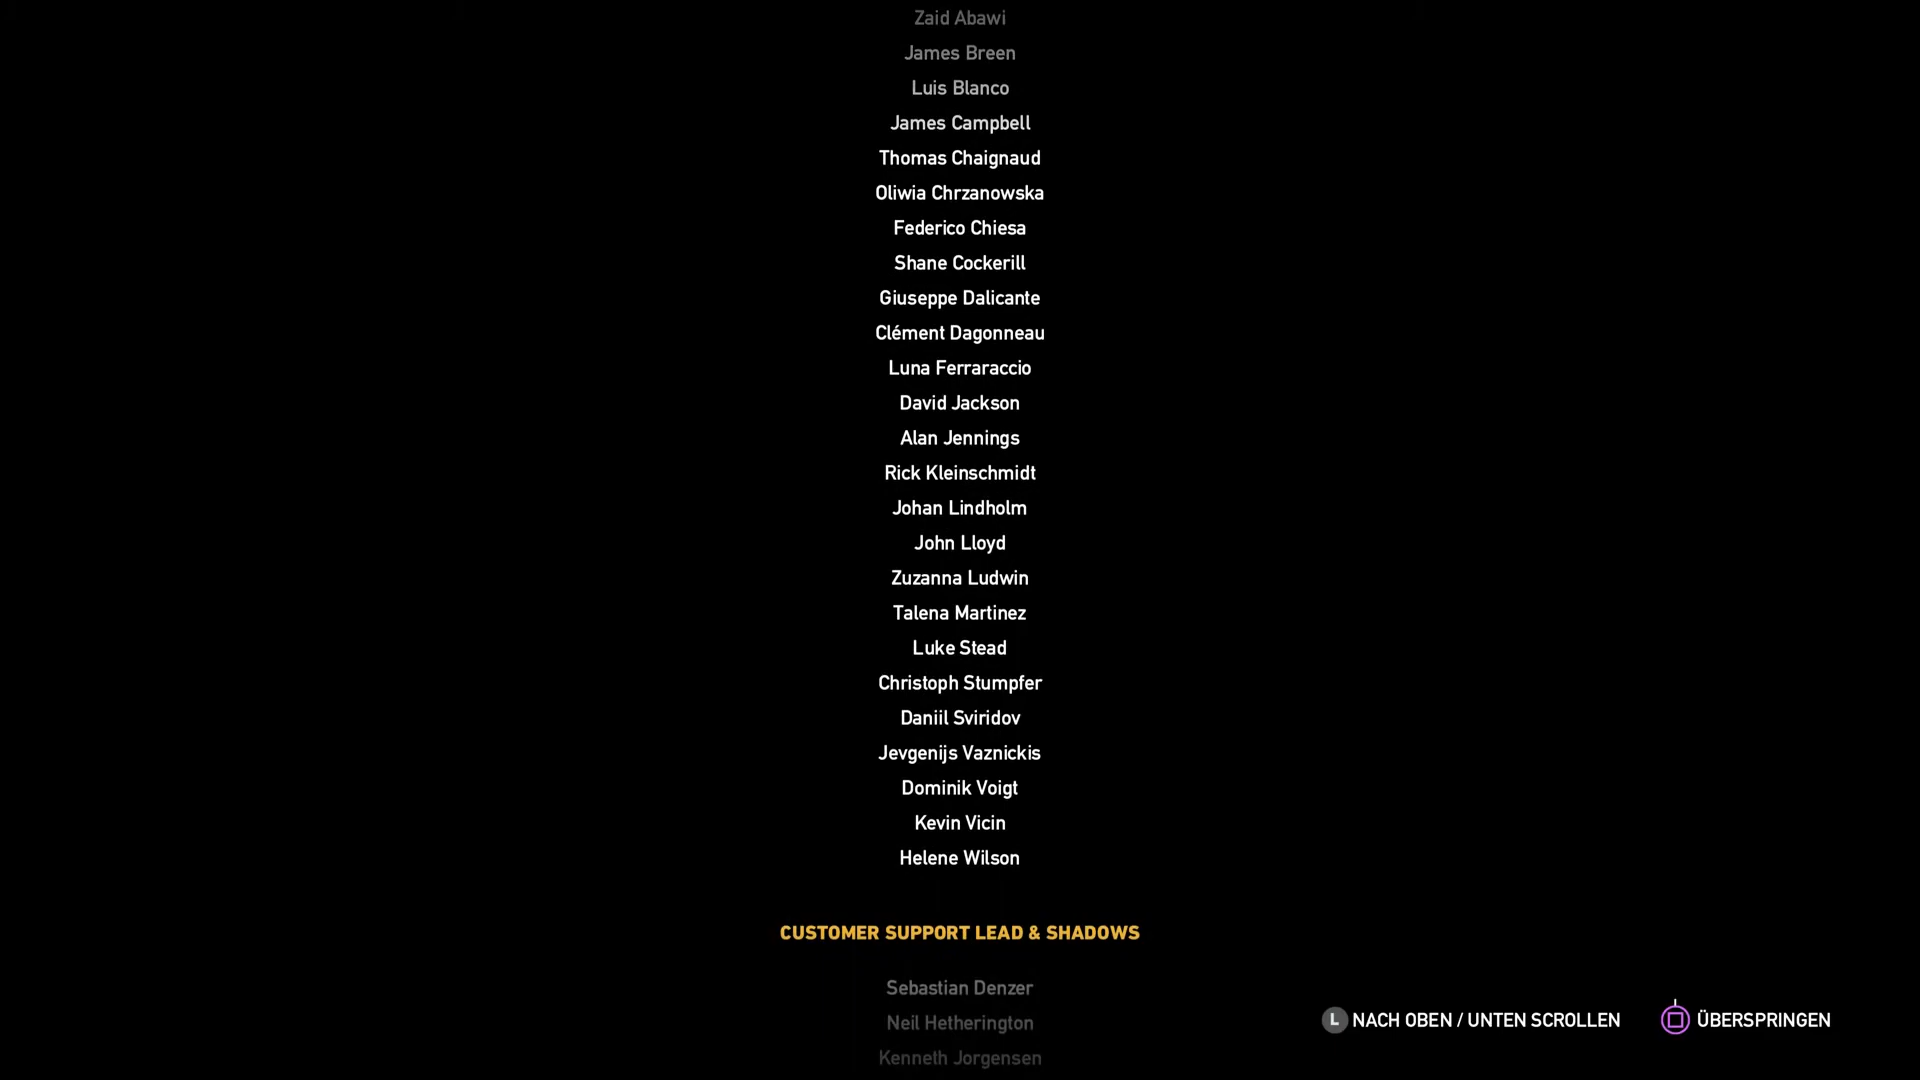 Zaid Abawi
James Breen
Luis Blanco
James Campbell
Thomas Chaignaud
Oliwia Chrzanowska
Federico Chiesa
Shane Cockerill
Giuseppe Dalicante
Clément Dagonneau
Luna Ferraraccio
David Jackson
Alan Jennings
Rick Kleinschmidt
Johan Lindholm
John Lloyd
Zuzanna Ludwin
Talena Martinez
Luke Stead
Christoph Stumpfer
Daniil Sviridov
Jevgenijs Vaznickis
Dominik Voigt
Kevin Vicin
Helene Wilson
CUSTOMER SUPPORT LEAD & SHADOWS
Sebastian Denzer
Neil Hetherington
Kenneth Jorgensen
L NACH OBEN / UNTEN SCROLLEN ÜBERSPRINGEN